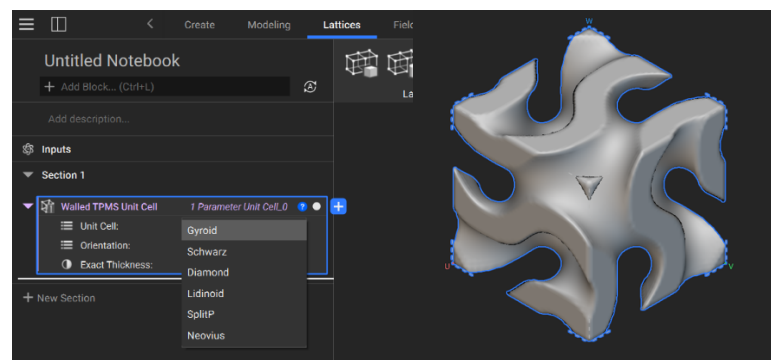 Create Modeling Lattices Field
Untitled Notebook
+ Add Block... (Ctrl+L)
La
Add description...
Inputs
Section 1
Walled TPMS Unit Cell 1 Parameter Unit Cell_0 ? +
Unit Cell:
Orientation:
Exact Thickness:
Gyroid
Schwarz
Diamond
Lidinoid
SplitP
Neovius
+ New Section
W
U
V